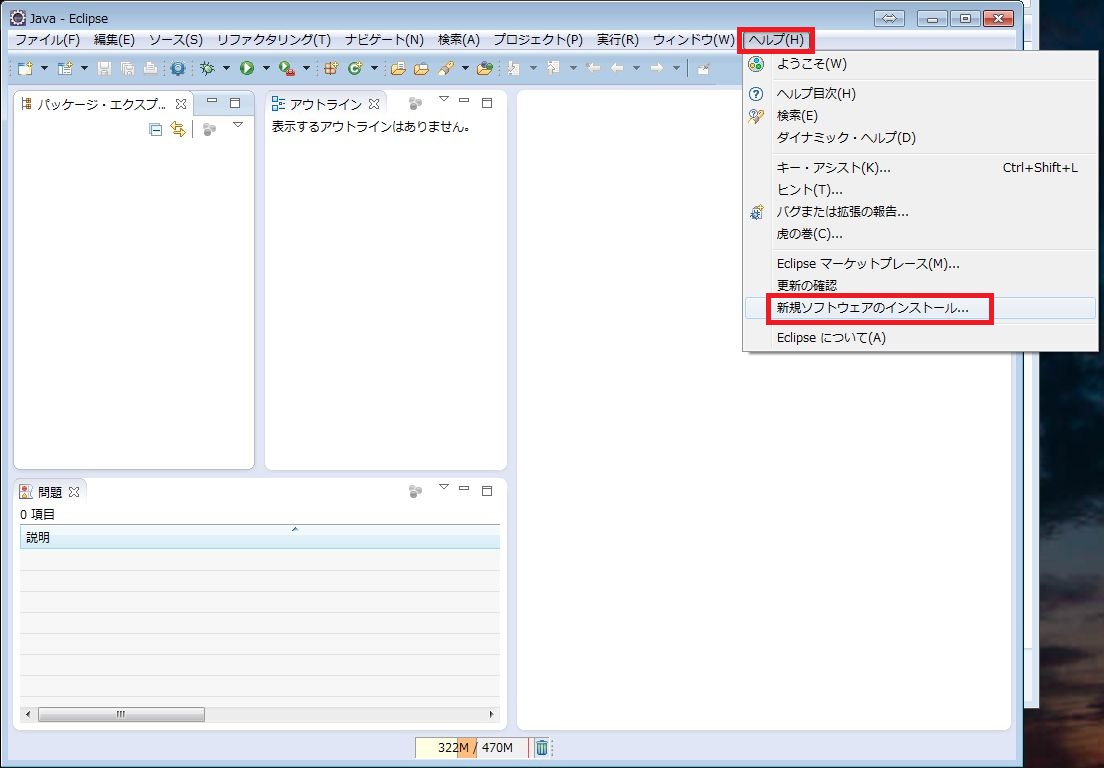 Java - Eclipse
ファイル(F) 編集(E) ソース(S) リファクタリング(T) ナビゲート(N) 検索(A) プロジェクト(P) 実行(R) ウィンドウ(W) ヘルプ(H)
ようこそ(W)
ヘルプ目次(H)
検索(E)
ダイナミック・ヘルプ(D)
キー・アシスト(K)... Ctrl+Shift+L
ヒント(T)...
バグまたは拡張の報告...
虎の巻(C)...
Eclipse マーケットプレース(M)...
更新の確認
新規ソフトウェアのインストール...
Eclipse について(A)
パッケージ・エクスプ...
アウトライン
表示するアウトラインはありません。
問題
0 項目
説明
322M / 470M